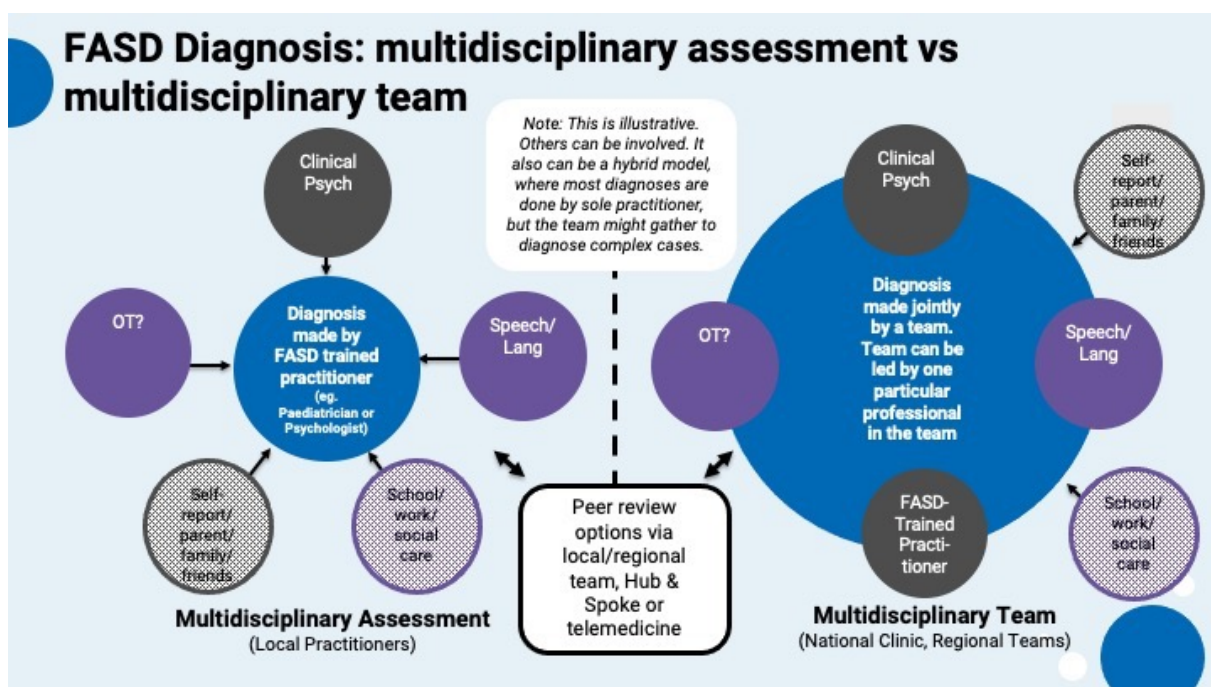 FASD Diagnosis: multidisciplinary assessment vs
multidisciplinary team
Note: This is illustrative.
Others can be involved. It
also can be a hybrid model,
where most diagnoses are
done by sole practitioner,
but the team might gather to
diagnose complex cases.
Clinical
Psych
OT?
Diagnosis
made by
FASD trained
practitioner
(eg.
Paediatrician or
Psychologist)
Speech/
Lang
Self-
report/
parent/
family/
friends
School/
work/
social
care
Multidisciplinary Assessment
(Local Practitioners)
Peer review
options via
local/regional
team, Hub &
Spoke or
telemedicine
Clinical
Psych
Self-
report/
parent/
family/
friends
OT?
Diagnosis
made jointly
by a team.
Team can be
led by one
particular
professional
in the team
Speech/
Lang
FASD-
Trained
Practi-
tioner
School/
work/
social
care
Multidisciplinary Team
(National Clinic, Regional Teams)